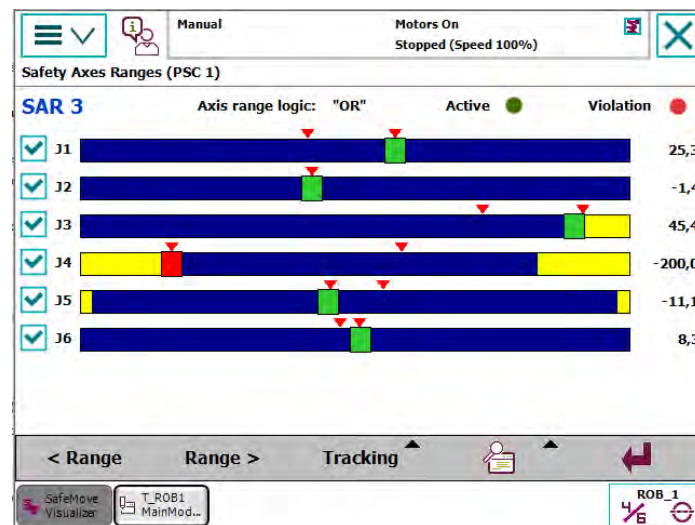 Manual
Motors On
Stopped (Speed 100%)
Safety Axes Ranges (PSC 1)
SAR 3 Axis range logic: "OR" Active Violation
J1 25,3
J2 -1,4
J3 45,4
J4 -200,0
J5 -11,1
J6 8,3
< Range Range > Tracking
SafeMove
Visualizer
T_ROB1
MainMod...
ROB_1